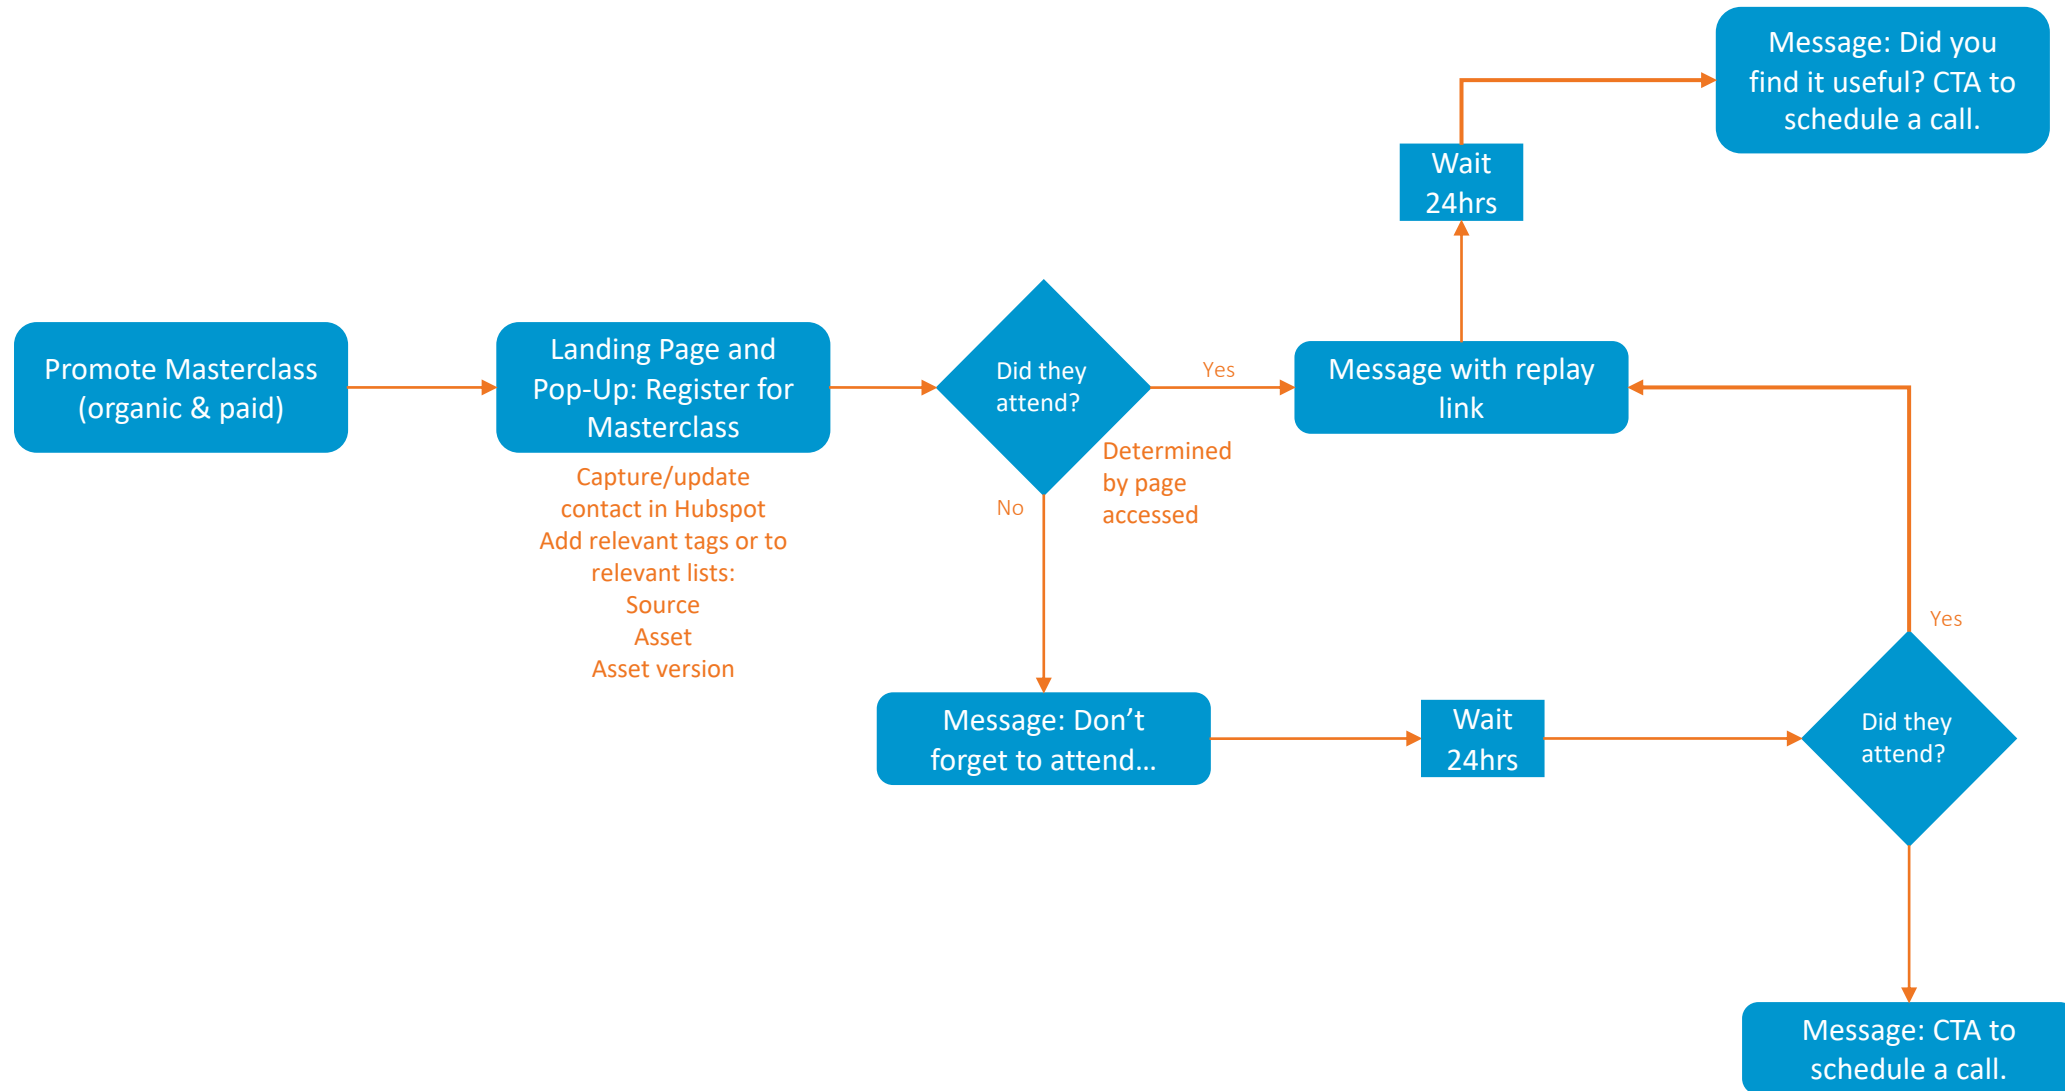 Message: Did you
find it useful? CTA to
schedule a call.
Wait
24hrs
Promote Masterclass
(organic & paid)
Landing Page and
Pop-Up: Register for
Masterclass
Capture/update
contact in Hubspot
Add relevant tags or to
relevant lists:
Source
Asset
Asset version
Did they
attend?
Yes
Determined
by page
accessed
No
Message with replay
link
Message: Don’t
forget to attend…
Wait
24hrs
Did they
attend?
Yes
Message: CTA to
schedule a call.